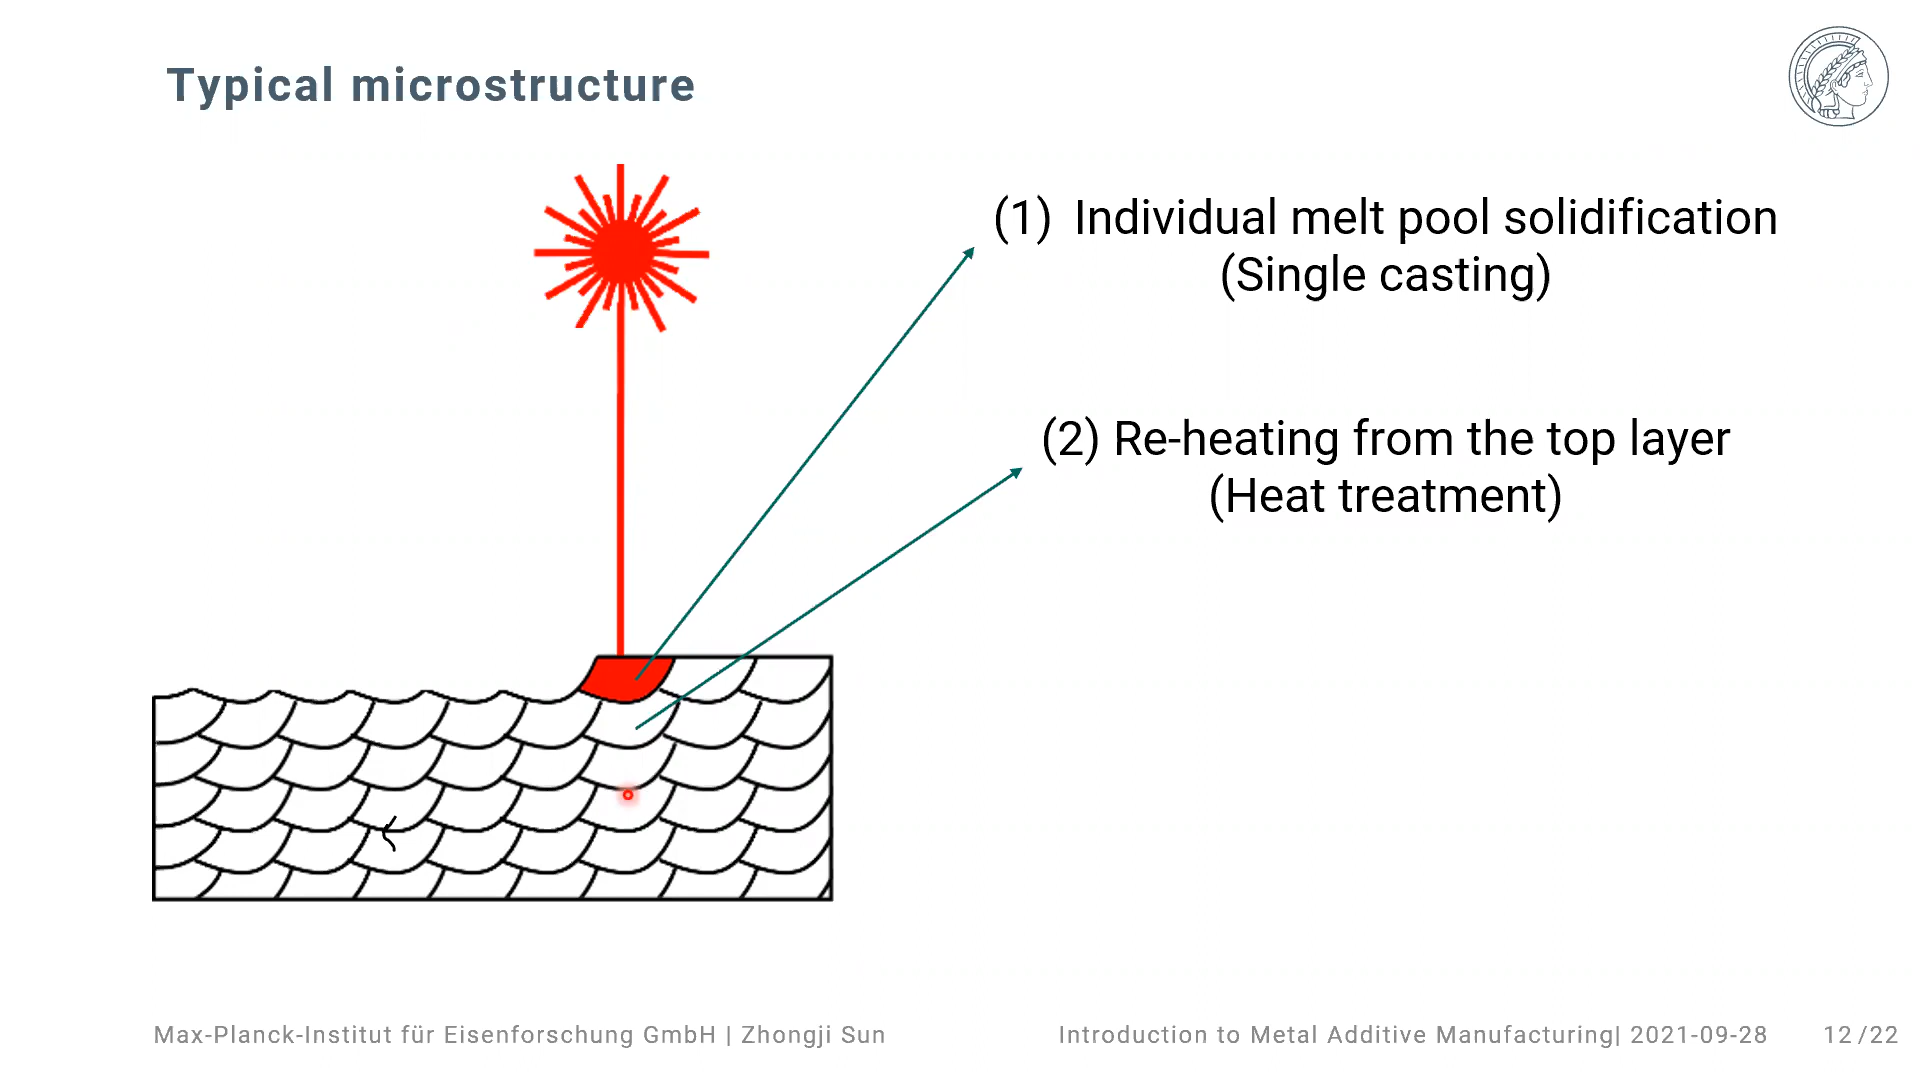 Typical microstructure
(1) Individual melt pool solidification
(Single casting)
(2) Re-heating from the top layer
(Heat treatment)
Max-Planck-Institut für Eisenforschung GmbH | Zhongji Sun
Introduction to Metal Additive Manufacturing| 2021-09-28
12/22